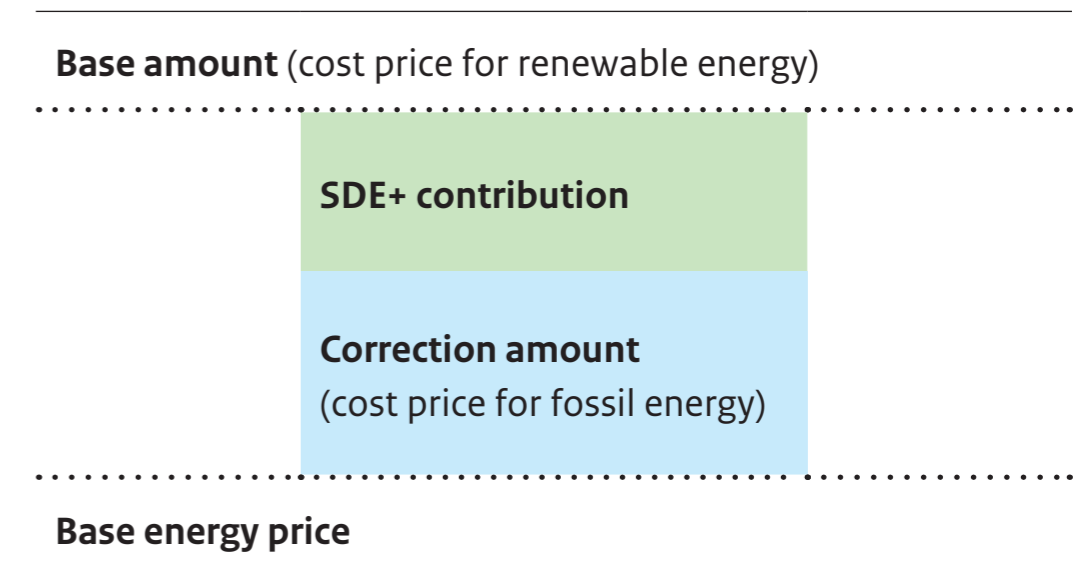 Base amount (cost price for renewable energy)
SDE+ contribution
Correction amount
(cost price for fossil energy)
Base energy price